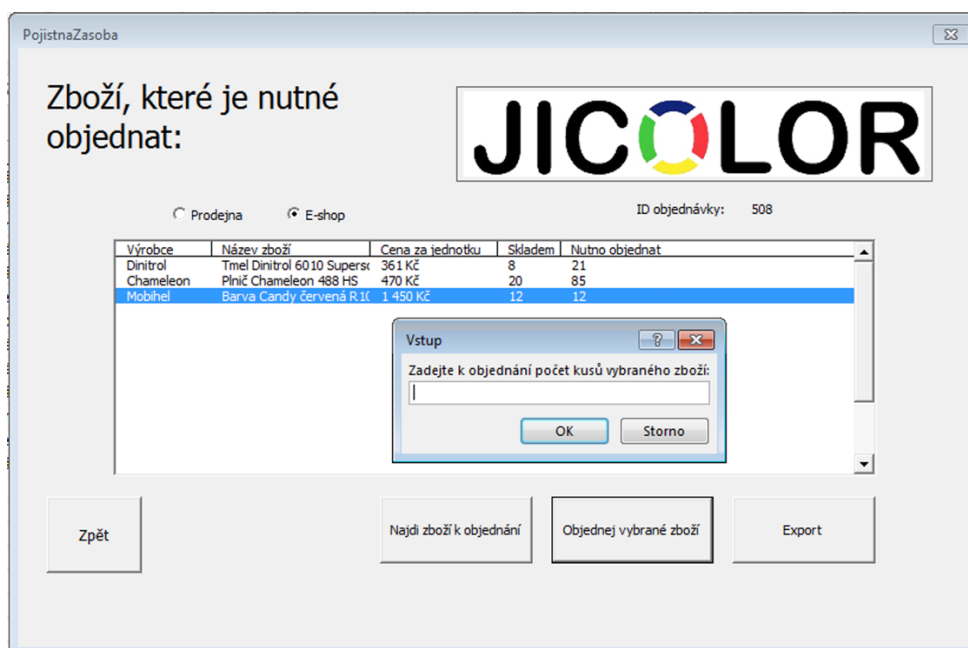 PojistnaZasoba
Zboží, které je nutné
objednat:
JICOLOR
Prodejna E-shop
ID objednávky: 508
Výrobce Název zboží Cena za jednotku Skladem Nutno objednat
Dinitrol Tmel Dinitrol 6010 Supersc 361 Kč 8 21
Chameleon Plnič Chameleon 488 HS 470 Kč 20 85
Mobihel Barva Candy červená R10 1 450 Kč 12 12
Vstup
Zadejte k objednání počet kusů vybraného zboží:
OK Storno
Zpět
Najdi zboží k objednání
Objednej vybrané zboží
Export